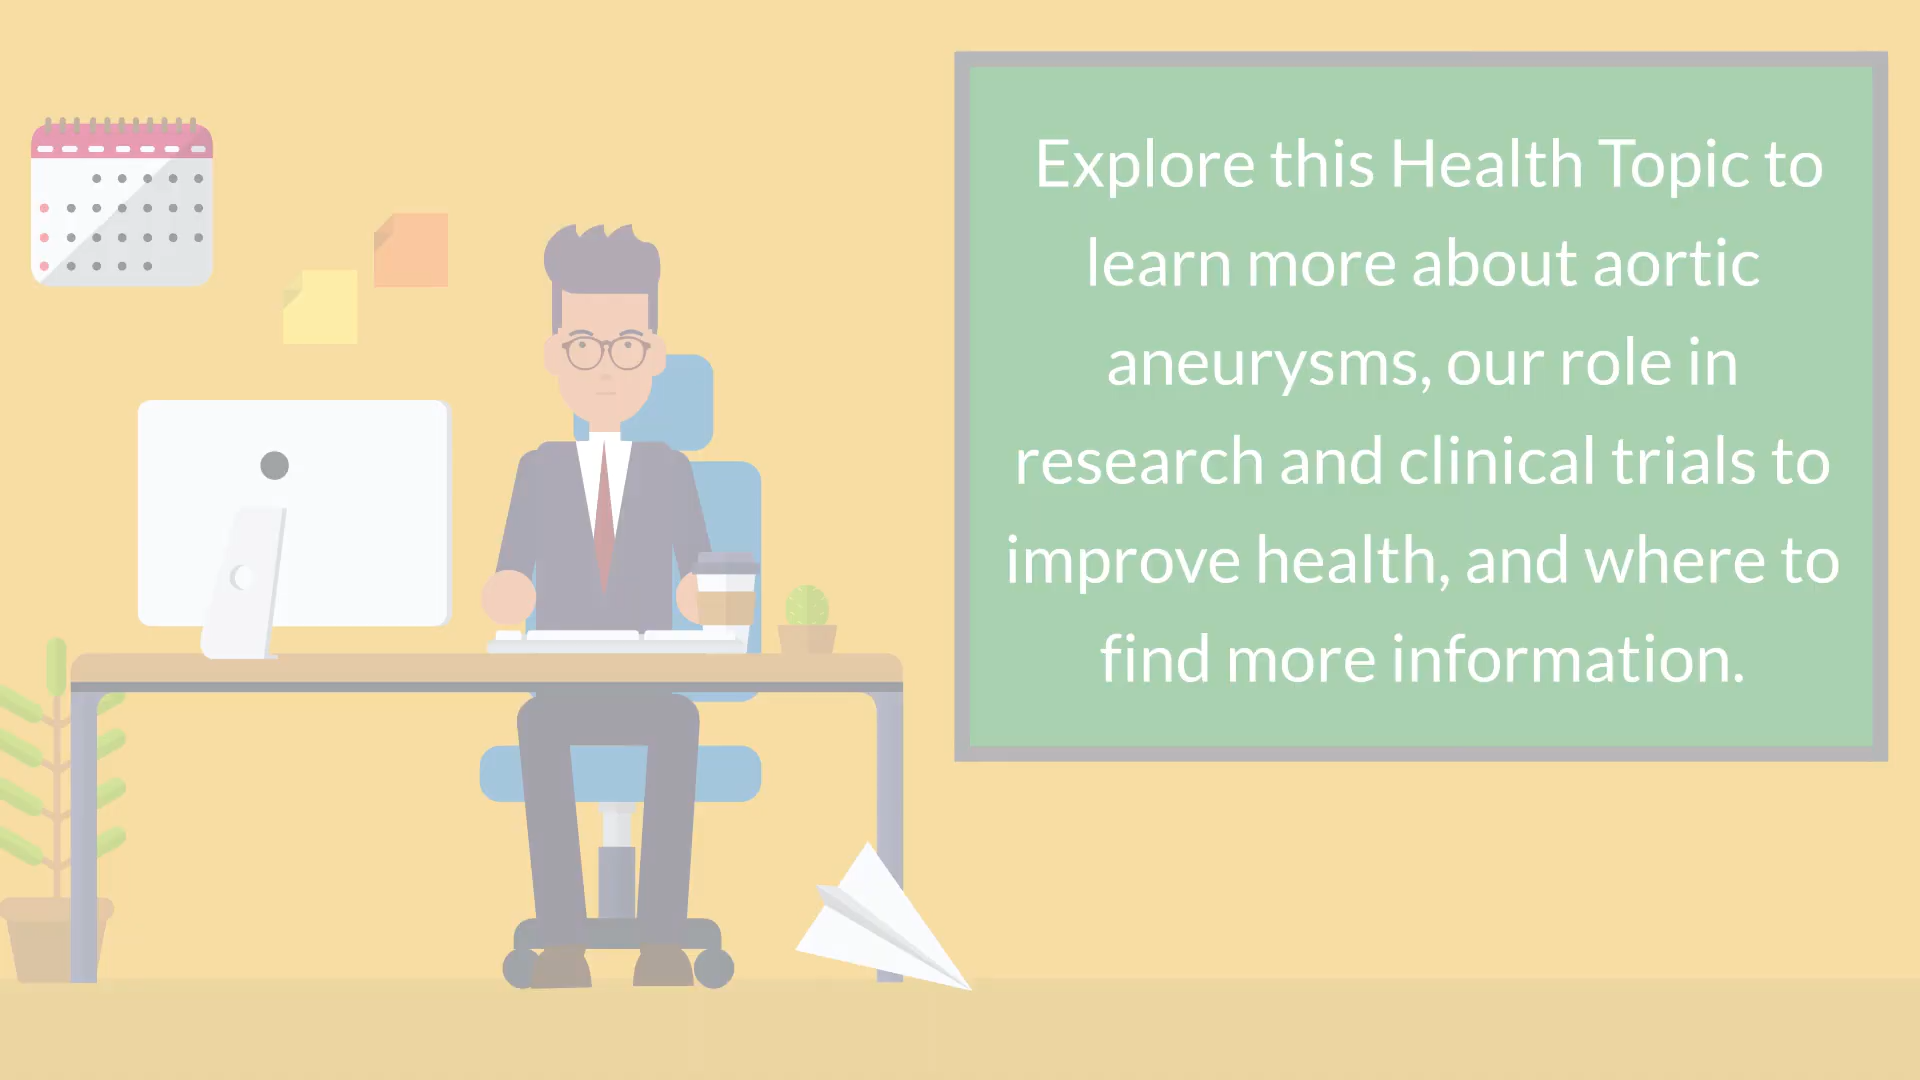 Explore this Health Topic to
learn more about aortic
aneurysms, our role in
research and clinical trials to
improve health, and where to
find more information.